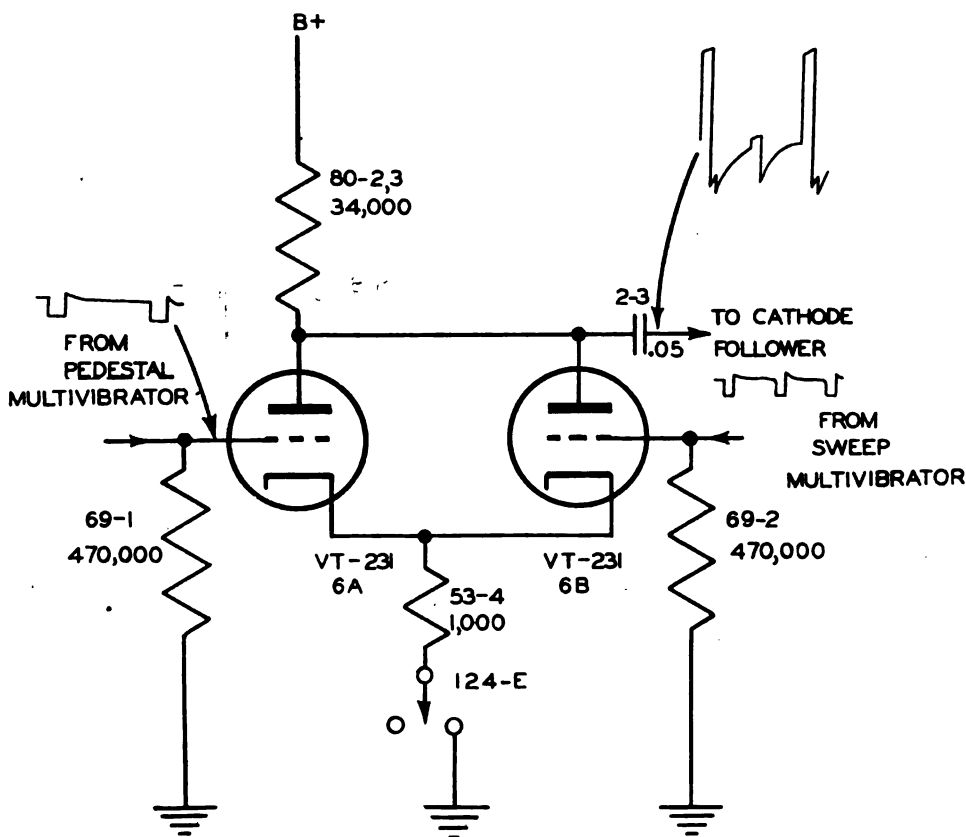 B+
80-2,3
34,000
2-3
.05
TO CATHODE
FOLLOWER
FROM
PEDESTAL
MULTIVIBRATOR
FROM
SWEEP
MULTIVIBRATOR
69-1
470,000
VT-231
6A
53-4
1,000
VT-231
6B
69-2
470,000
124-E